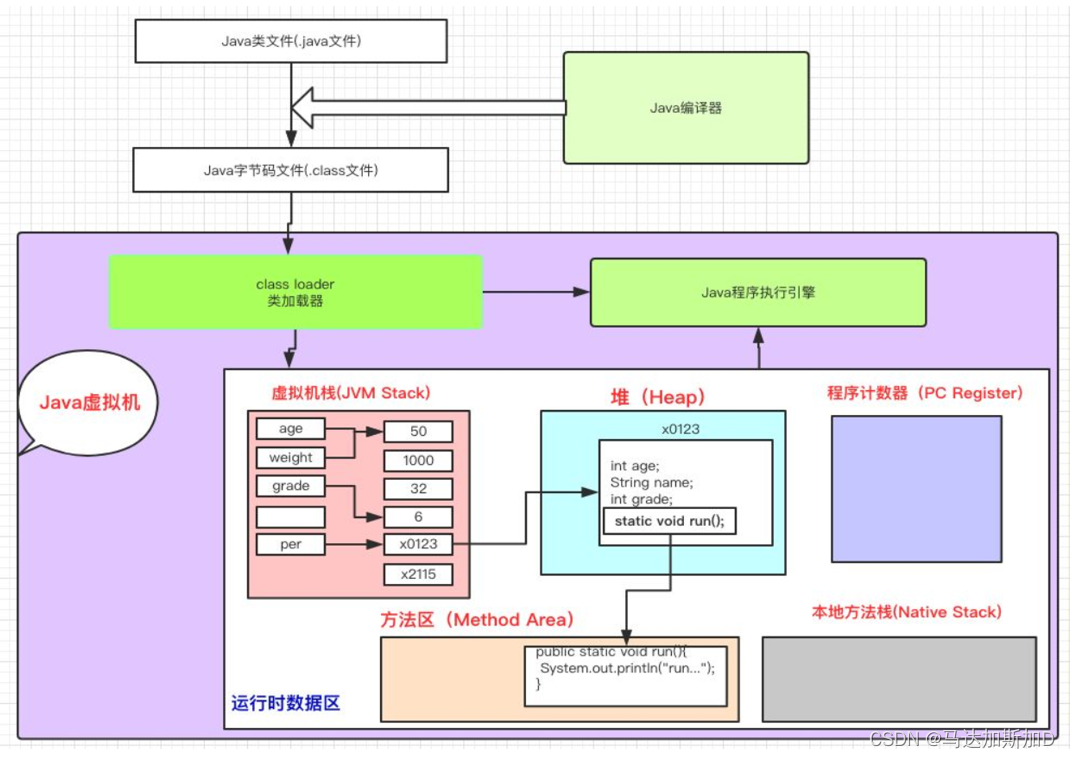 Java类文件(.java文件)
Java编译器
Java字节码文件(.class文件)
class loader
类加载器
Java程序执行引擎
Java虚拟机
虚拟机栈(JVM Stack)
age
weight
grade
per
50
1000
32
6
x0123
x2115
堆（Heap）
x0123
int age;
String name;
int grade;
static void run();
程序计数器（PC Register）
方法区（Method Area）
public static void run(){
System.out.println("run...");
}
本地方法栈(Native Stack)
运行时数据区
CSDN @马达加斯加D